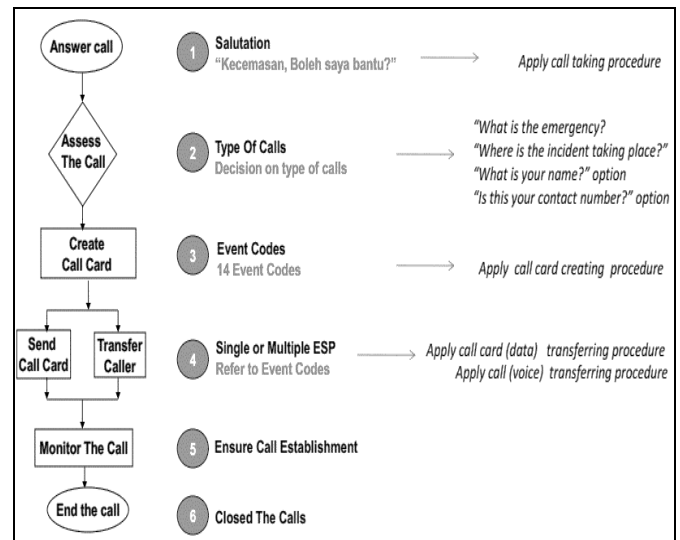 Answer call
1
Salutation
“Kecemasan, Boleh saya bantu?”
Apply call taking procedure
Assess
The Call
2
Type Of Calls
Decision on type of calls
“What is the emergency?
“Where is the incident taking place?”
“What is your name?” option
“Is this your contact number?” option
Create
Call Card
3
Event Codes
14 Event Codes
Apply call card creating procedure
Send
Call Card
Transfer
Caller
4
Single or Multiple ESP
Refer to Event Codes
Apply call card (data) transferring procedure
Apply call (voice) transferring procedure
Monitor The Call
5
Ensure Call Establishment
End the call
6
Closed The Calls